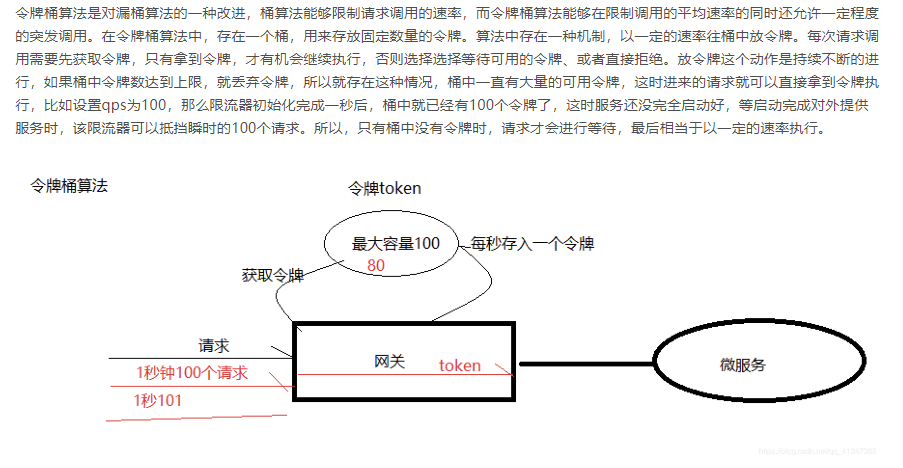 令牌桶算法是对漏桶算法的一种改进，桶算法能够限制请求调用的速率，而令牌桶算法能够在限制调用的平均速率的同时还允许一定程度
的突发调用。在令牌桶算法中，存在一个桶，用来存放固定数量的令牌。算法中存在一种机制，以一定的速率往桶中放令牌。每次请求调
用需要先获取令牌，只有拿到令牌，才有机会继续执行，否则选择选择等待可用的令牌、或者直接拒绝。放令牌这个动作是持续不断的进
行，如果桶中令牌数达到上限，就丢弃令牌，所以就存在这种情况，桶中一直有大量的可用令牌，这时进来的请求就可以直接拿到令牌执
行，比如设置qps为100，那么限流器初始化完成一秒后，桶中就已经有100个令牌了，这时服务还没完全启动好，等启动完成对外提供
服务时，该限流器可以抵挡瞬时的100个请求。所以，只有桶中没有令牌时，请求才会进行等待，最后相当于以一定的速率执行。
令牌桶算法
令牌token
最大容量100
每秒存入一个令牌
80
获取令牌
请求
网关
token
微服务
1秒钟100个请求
1秒101